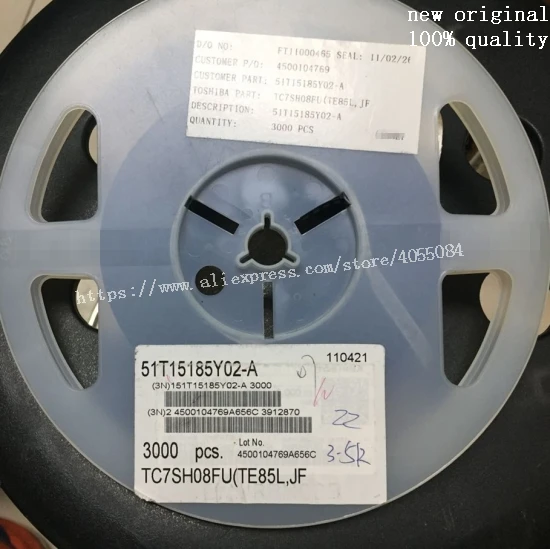 new original
100% quality
D/O NO: FT11000465 SEAL: 11/02/2
CUSTOMER P/O: 4500104769
CUSTOMER PART: 51T15185Y02-A
TOSHIBA PART: TC7SH08FU(TE85L,JF
DESCRIPTION: 51T15185Y02-A
QUANTITY: 3000 PCS
https://www.aliexpress.com/store/4055084
51T15185Y02-A 110421
(3N)151T15185Y02-A 3000
(3N)2 4500104769A656C 3912870
22
3000 pcs. Lot No. 4500104769A656C 3.5K
TC7SH08FU(TE85L,JF